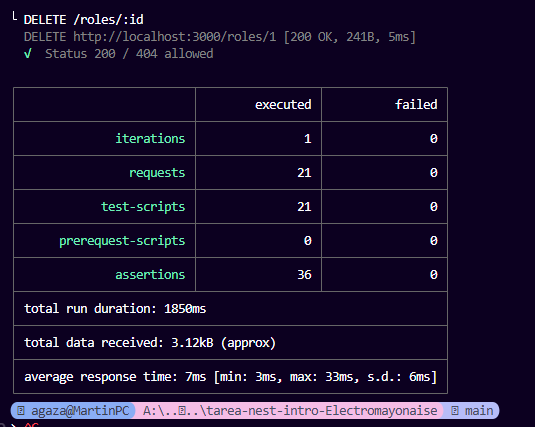 └ DELETE /roles/:id
DELETE http://localhost:3000/roles/1 [200 OK, 241B, 5ms]
√ Status 200 / 404 allowed
executed failed
iterations 1 0
requests 21 0
test-scripts 21 0
prerequest-scripts 0 0
assertions 36 0
total run duration: 1850ms
total data received: 3.12kB (approx)
average response time: 7ms [min: 3ms, max: 33ms, s.d.: 6ms]
agaza@MartinPC A:\..\..\tarea-nest-intro-Electromayonaise main